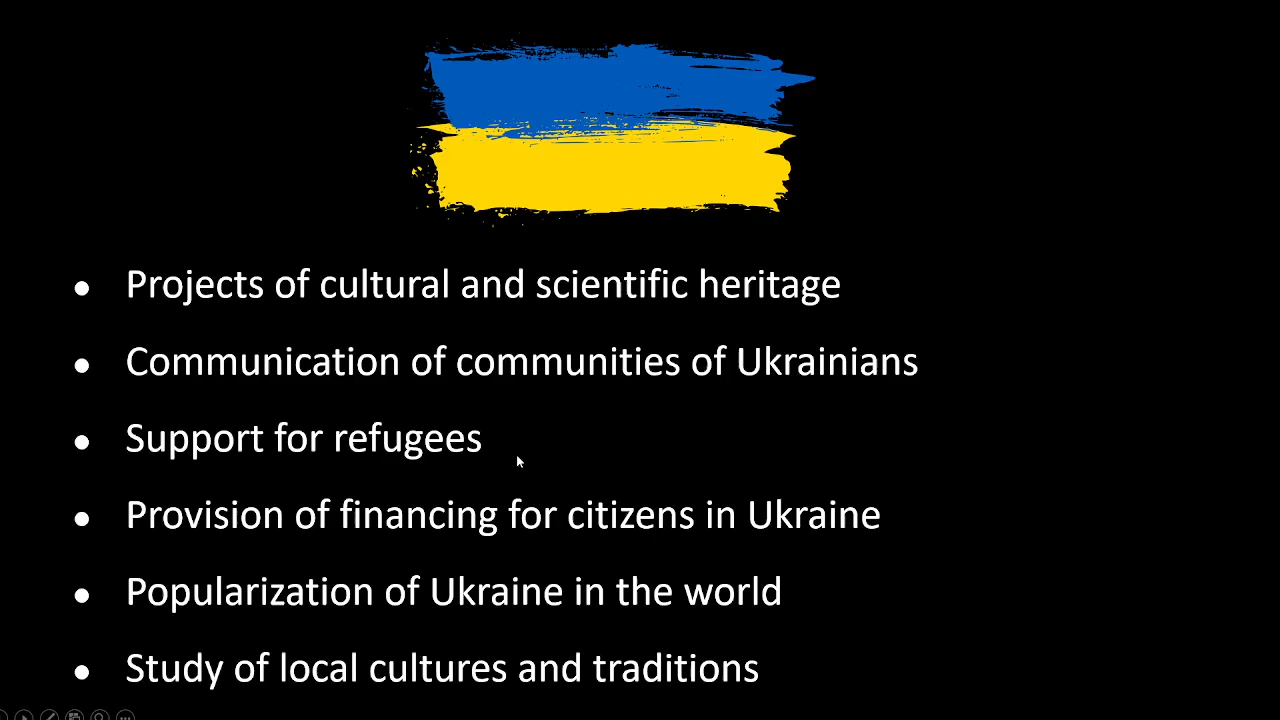 Projects of cultural and scientific heritage
Communication of communities of Ukrainians
Support for refugees
Provision of financing for citizens in Ukraine
Popularization of Ukraine in the world
Study of local cultures and traditions